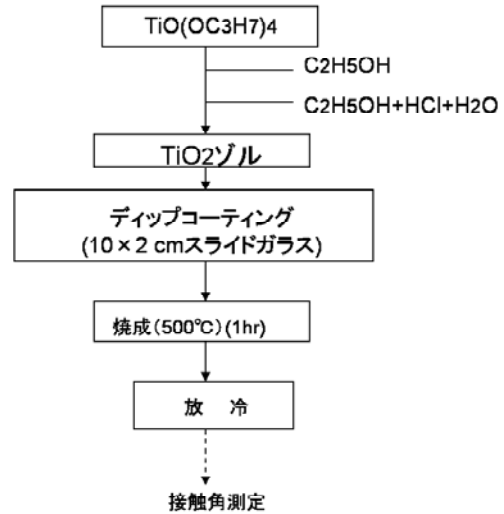 TiO(OC3H7)4
C2H5OH
C2H5OH+HCl+H2O
TiO2ゾル
ディップコーティング
(10×2 cmスライドガラス)
焼成(500℃)(1hr)
放 冷
接触角測定